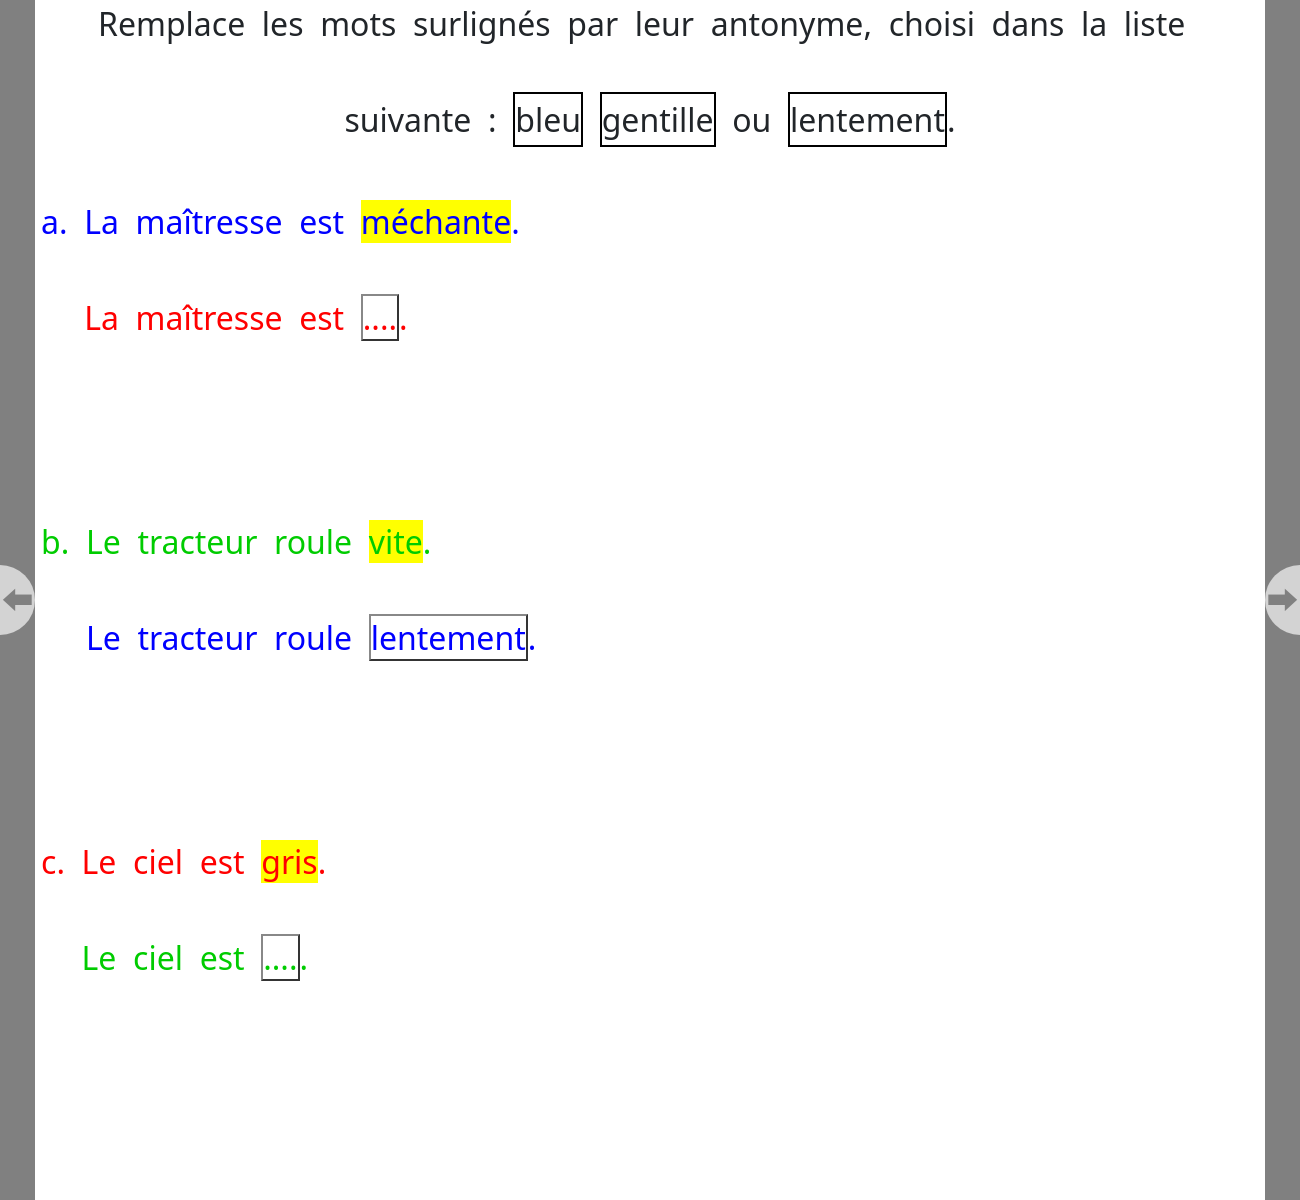 Remplace les mots surlignés par leur antonyme, choisi dans la liste
suivante : bleu gentille ou lentement.
a. La maîtresse est méchante.
La maîtresse est .....
b. Le tracteur roule vite.
Le tracteur roule lentement.
c. Le ciel est gris.
Le ciel est .....